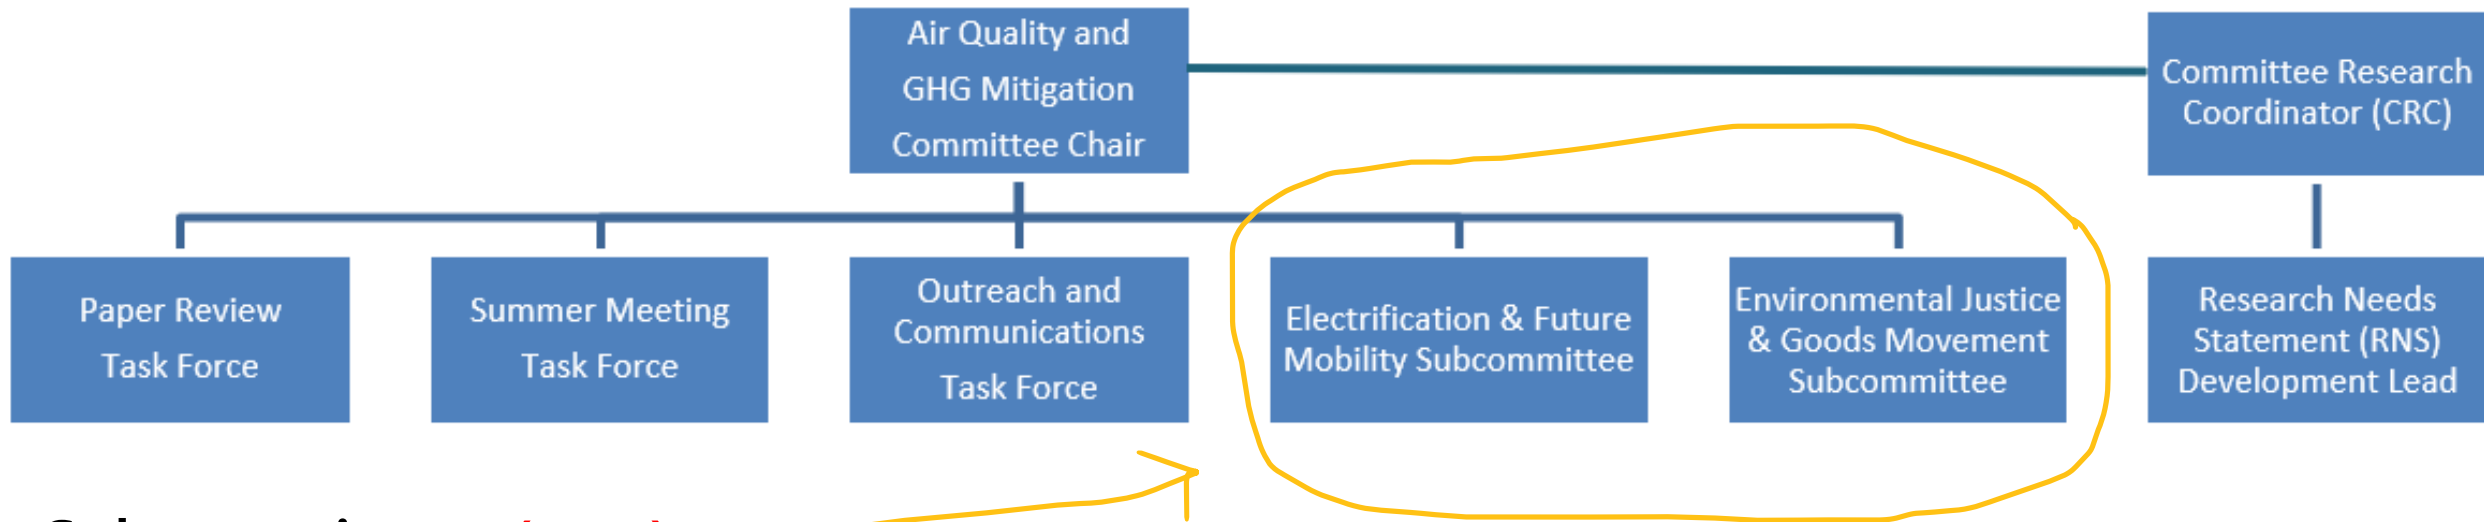 Air Quality and
GHG Mitigation
Committee Chair
Committee Research
Coordinator (CRC)
Paper Review
Task Force
Summer Meeting
Task Force
Outreach and
Communications
Task Force
Electrification & Future
Mobility Subcommittee
Environmental Justice
& Goods Movement
Subcommittee
Research Needs
Statement (RNS)
Development Lead